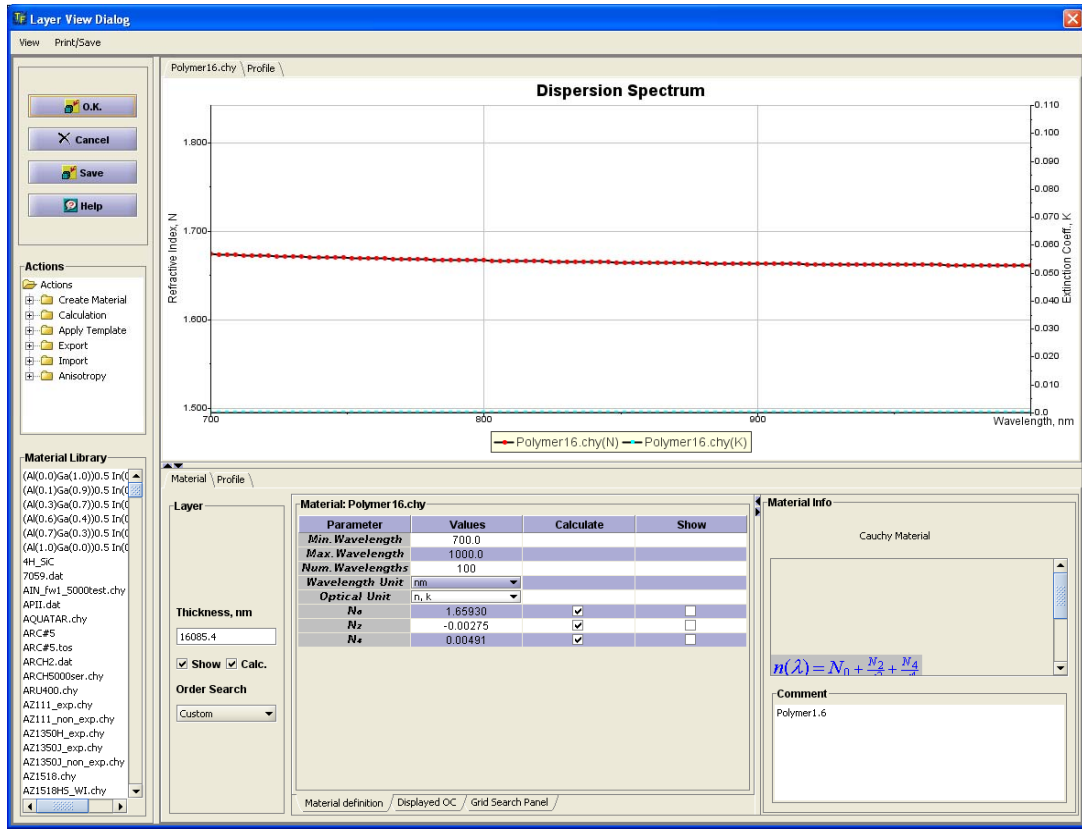 Layer View Dialog
View Print/Save
O.K.
Cancel
Save
Help
Actions
Actions
Create Material
Calculation
Apply Template
Export
Import
Anisotropy
Material Library
(Al(0.0)Ga(1.0))0.5 In(
(Al(0.1)Ga(0.9))0.5 In(
(Al(0.3)Ga(0.7))0.5 In(
(Al(0.6)Ga(0.4))0.5 In(
(Al(0.7)Ga(0.3))0.5 In(
(Al(1.0)Ga(0.0))0.5 In(
4H_SiC
7059.dat
AlN_fw1_5000test.chy
APII.dat
AQUATAR.chy
ARC#5
ARC#5.tos
ARCH2.dat
ARCH5000ser.chy
ARU400.chy
AZ111_exp.chy
AZ111_non_exp.chy
AZ1350H_exp.chy
AZ1350J_exp.chy
AZ1350J_non_exp.chy
AZ1518.chy
AZ1518HS_WI.chy
Polymer16.chy Profile
Dispersion Spectrum
Refractive Index, N
1.800
1.700
1.600
1.500
0.110
0.100
0.090
0.080
0.070
0.060
0.050
0.040
0.030
0.020
0.010
0.0
Extinction Coeff., K
700 800 900
Wavelength, nm
Polymer16.chy(N) Polymer16.chy(K)
Material Profile
Layer
Thickness, nm
16085.4
Show Calc.
Order Search
Custom
Material: Polymer16.chy
Parameter Values Calculate Show
Min.Wavelength 700.0
Max.Wavelength 1000.0
Num.Wavelengths 100
Wavelength Unit nm
Optical Unit n, k
N₀ 1.65930
N₂ -0.00275
N₄ 0.00491
Material definition Displayed OC Grid Search Panel
Material Info
Cauchy Material
n(λ) = N₀ + N₂ + N₄
Comment
Polymer1.6